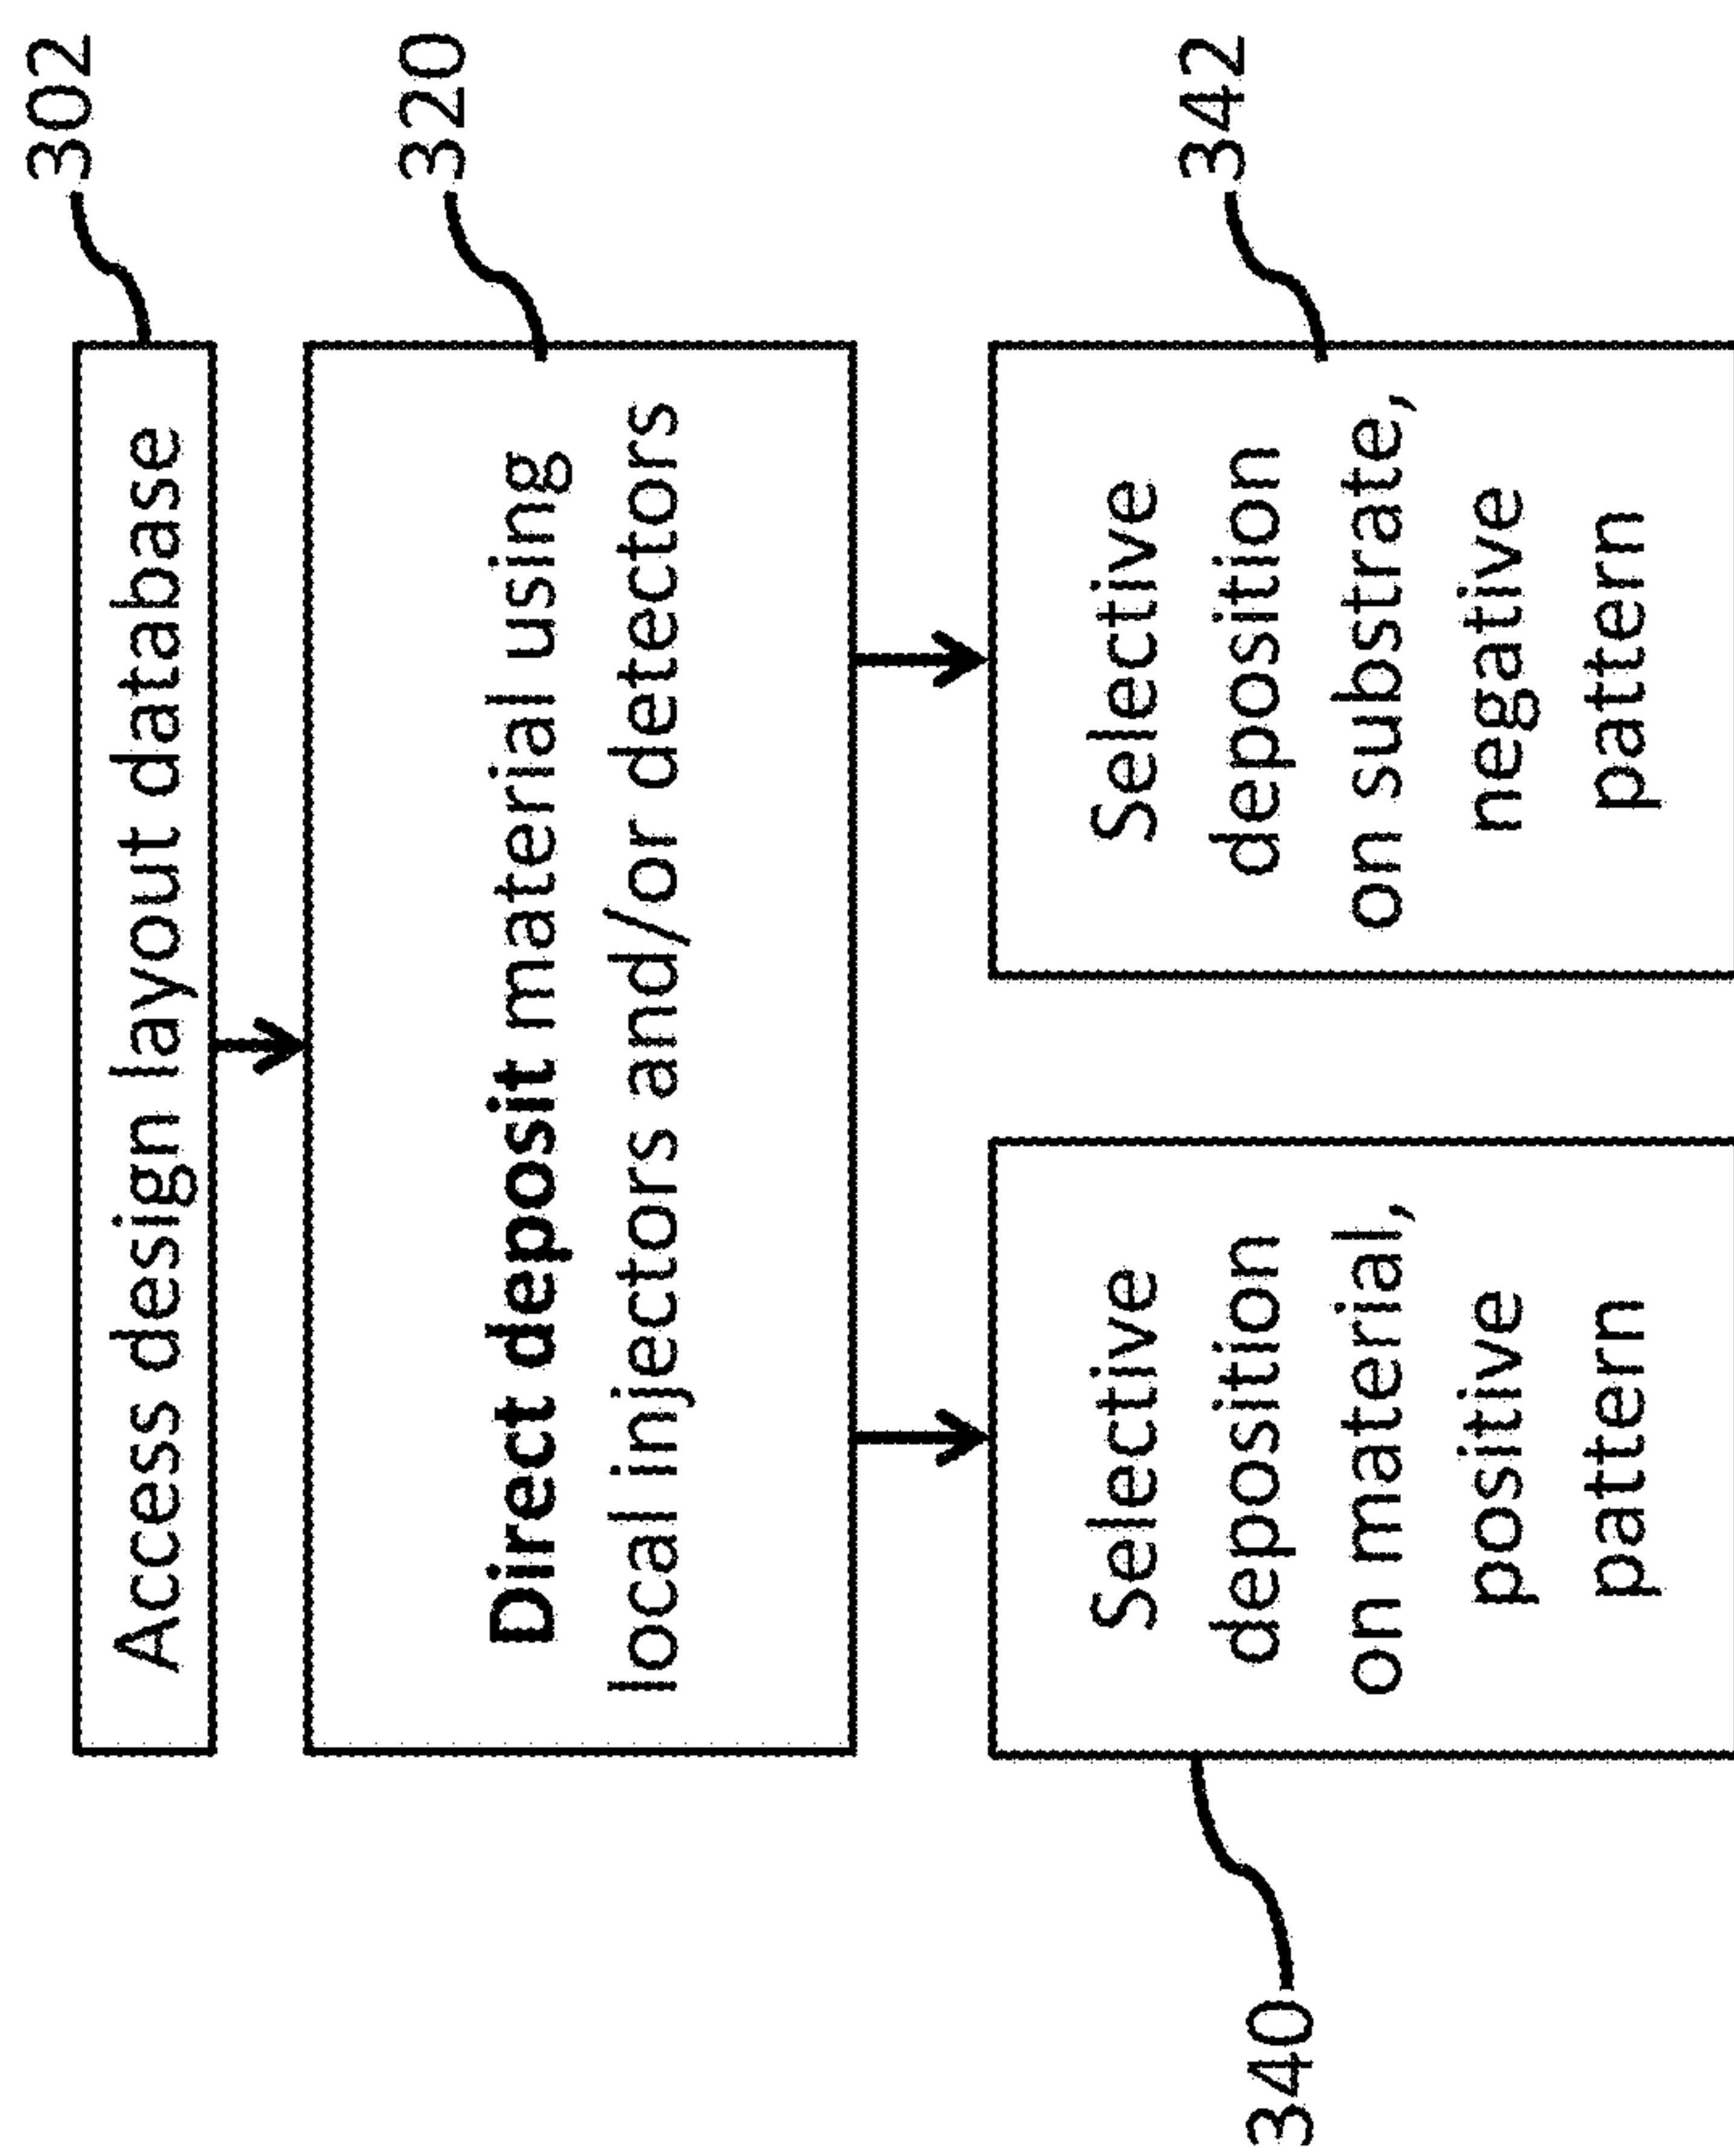 Access design layout database
302
Direct deposit material using
local injectors and/or detectors
320
Selective
deposition
on material,
positive
pattern
340
Selective
deposition
on substrate,
negative
pattern
342